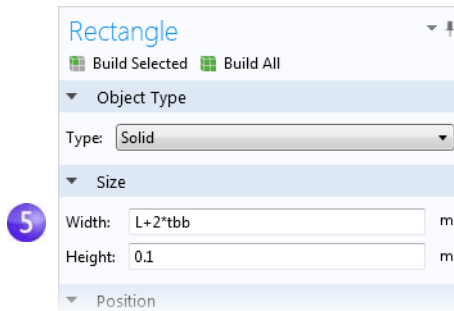 Rectangle
Build Selected Build All
Object Type
Type: Solid
Size
5
Width: L+2*tbb m
Height: 0.1 m
Position